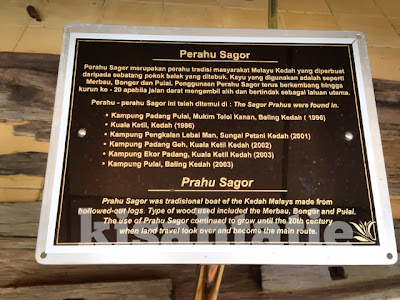 Perahu Sagor
Perahu Sagor merupakan perahu tradisi masyarakat Melayu Kedah yang diperbuat
daripada sebatang pokok balak yang ditebuk. Kayu yang digunakan adalah seperti
Merbau, Bongor dan Pulai. Penggunaan Perahu Sagor terus berkembang hingga
kurun ke - 20 apabila jalan darat mengambil alih dan bertindak sebagai laluan utama.
Perahu - perahu Sagor ini telah ditemui di : The Sagor Prahus were found in.
• Kampung Padang Pulai, Mukim Teloi Kanan, Baling Kedah ( 1996)
• Kuala Ketil, Kedah (1996)
• Kampung Pengkalan Lebai Man, Sungai Petani Kedah (2001)
• Kampung Padang Geh, Kuala Ketil Kedah (2002)
• Kampung Ekor Padang, Kuala Ketil Kedah (2003)
• Kampung Pulai, Baling Kedah (2003)
Prahu Sagor
Prahu Sagor was traditional boat of the Kedah Malays made from
hollowed-out logs. Type of wood used included the Merbau, Bongor and Pulai.
The use of Prahu Sagor continued to grow until the 20th century
when land travel took over and become the main route.